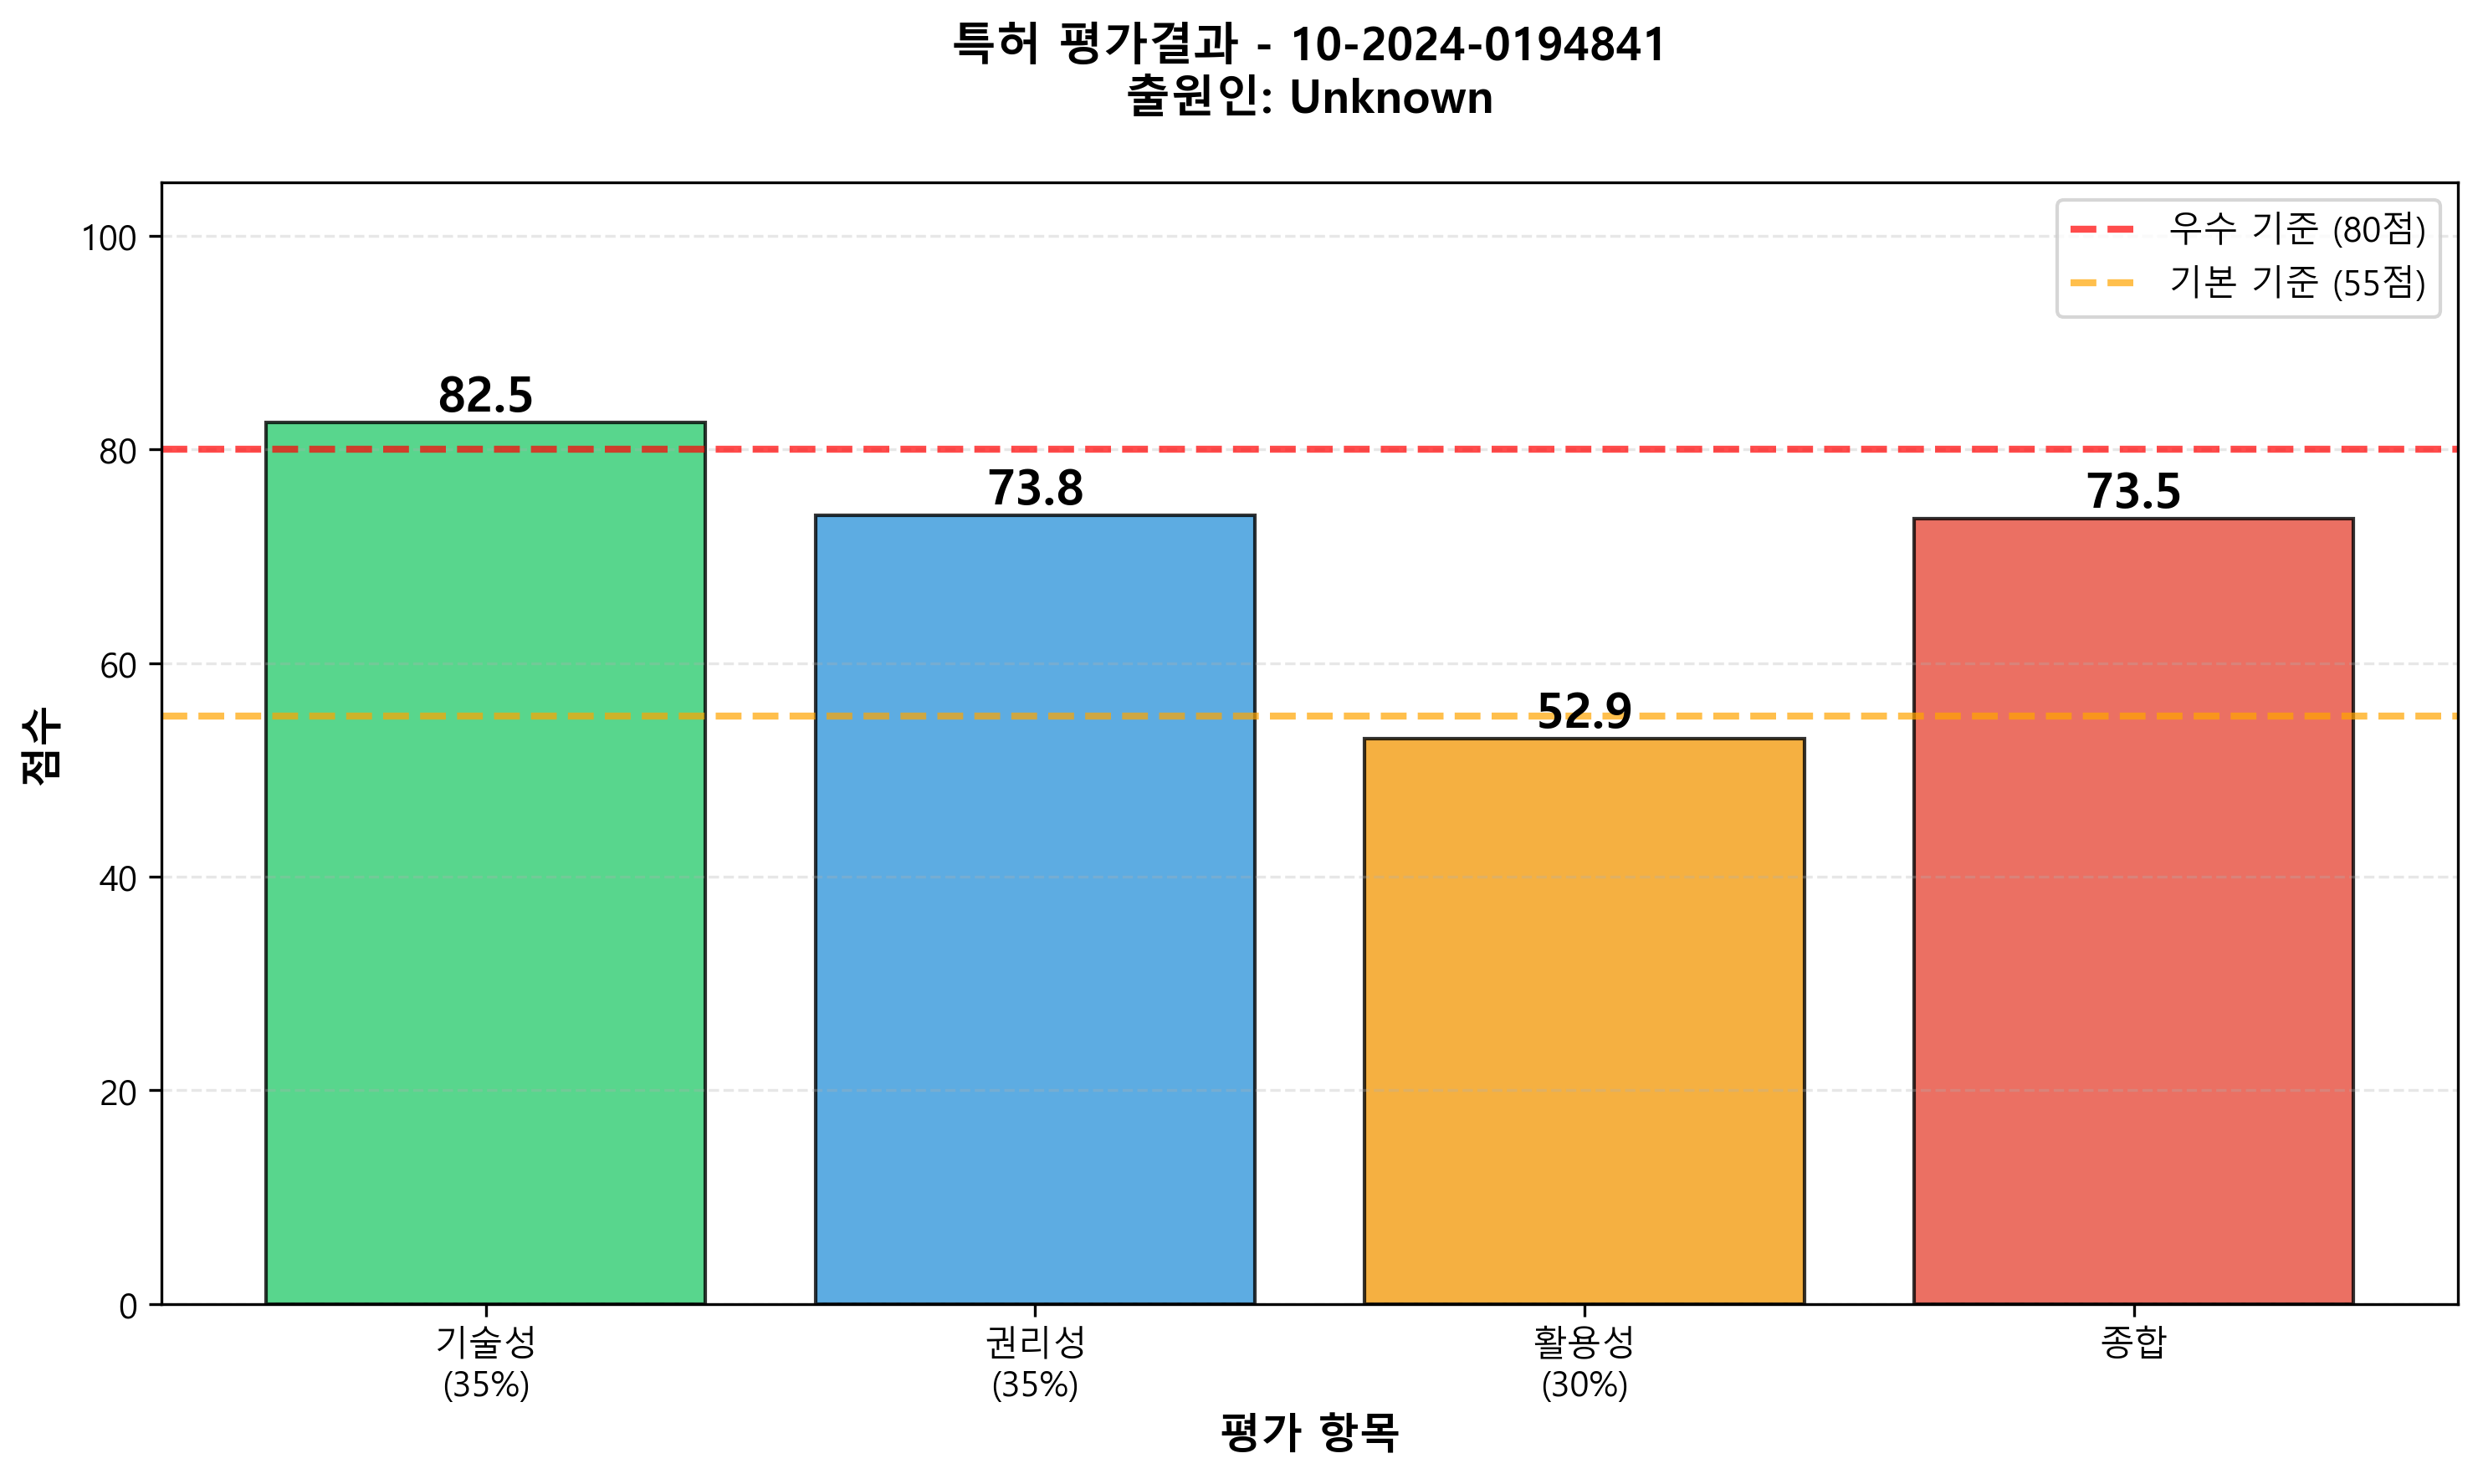 특허 평가결과 - 10-2024-0194841
출원인: Unknown
우수 기준 (80점)
기본 기준 (55점)
점수
100
80
60
40
20
0
82.5
73.8
52.9
73.5
기술성
(35%)
권리성
(35%)
활용성
(30%)
종합
평가 항목